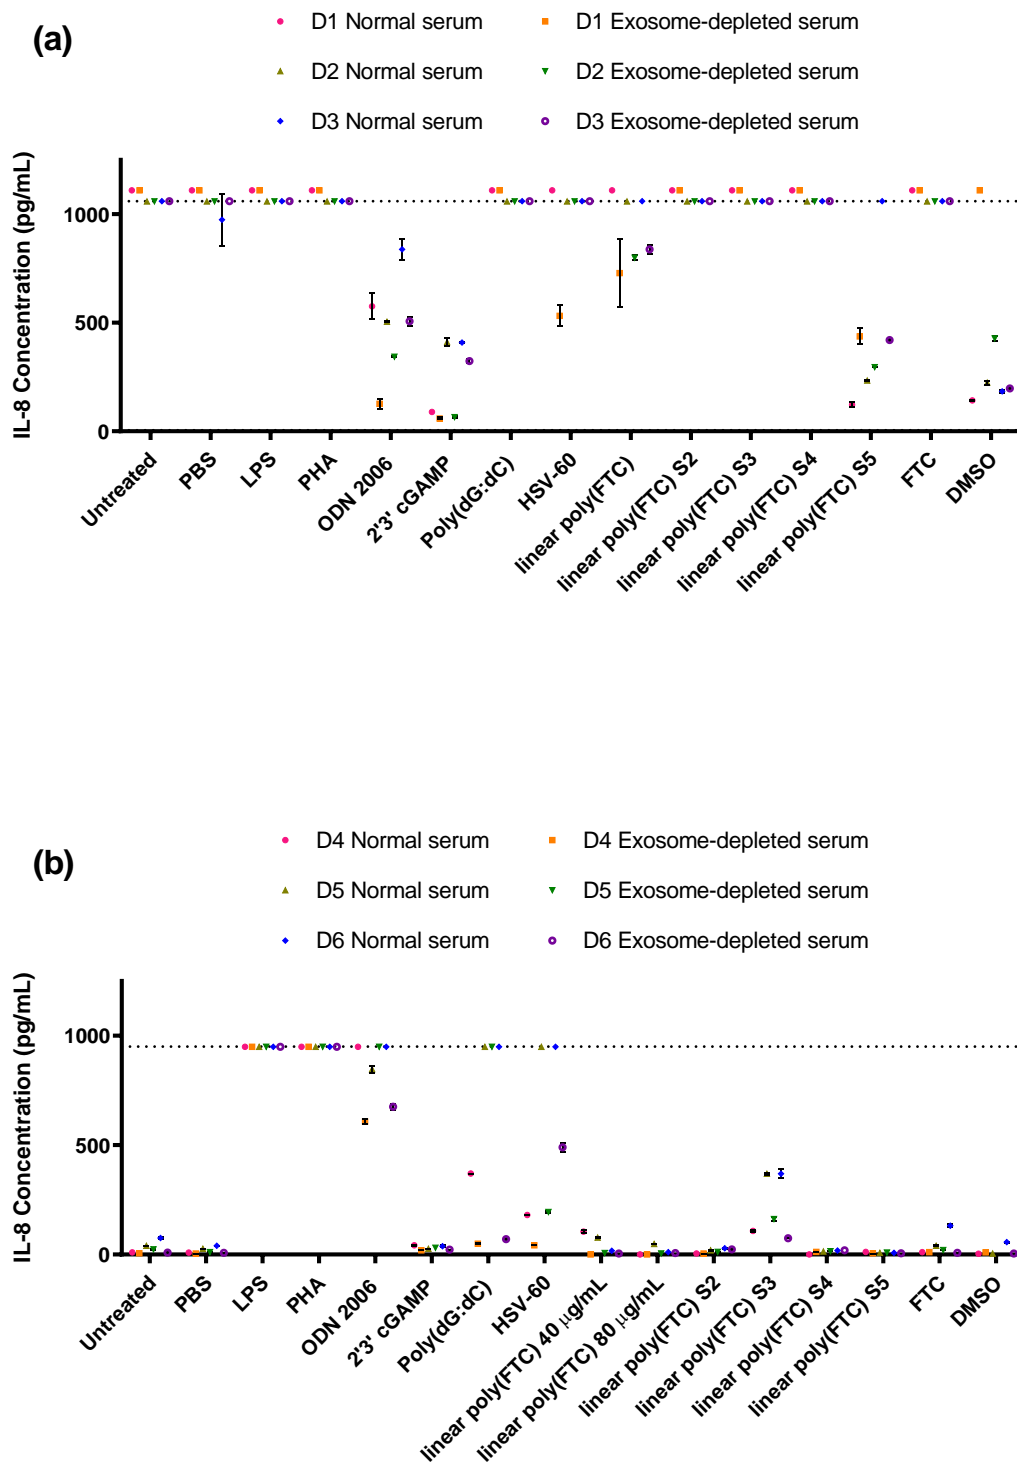 (a)
D1 Normal serum
D1 Exosome-depleted serum
D2 Normal serum
D2 Exosome-depleted serum
D3 Normal serum
D3 Exosome-depleted serum
IL-8 Concentration (pg/mL)
1000
500
0
Untreated
PBS
LPS
PHA
ODN 2006
2'3' cGAMP
Poly(dG:dC)
HSV-60
linear poly(FTC)
linear poly(FTC) S2
linear poly(FTC) S3
linear poly(FTC) S4
linear poly(FTC) S5
FTC
DMSO
(b)
D4 Normal serum
D4 Exosome-depleted serum
D5 Normal serum
D5 Exosome-depleted serum
D6 Normal serum
D6 Exosome-depleted serum
IL-8 Concentration (pg/mL)
1000
500
0
Untreated
PBS
LPS
PHA
ODN 2006
2'3' cGAMP
Poly(dG:dC)
HSV-60
linear poly(FTC) 40 μg/mL
linear poly(FTC) 80 μg/mL
linear poly(FTC) S2
linear poly(FTC) S3
linear poly(FTC) S4
linear poly(FTC) S5
FTC
DMSO